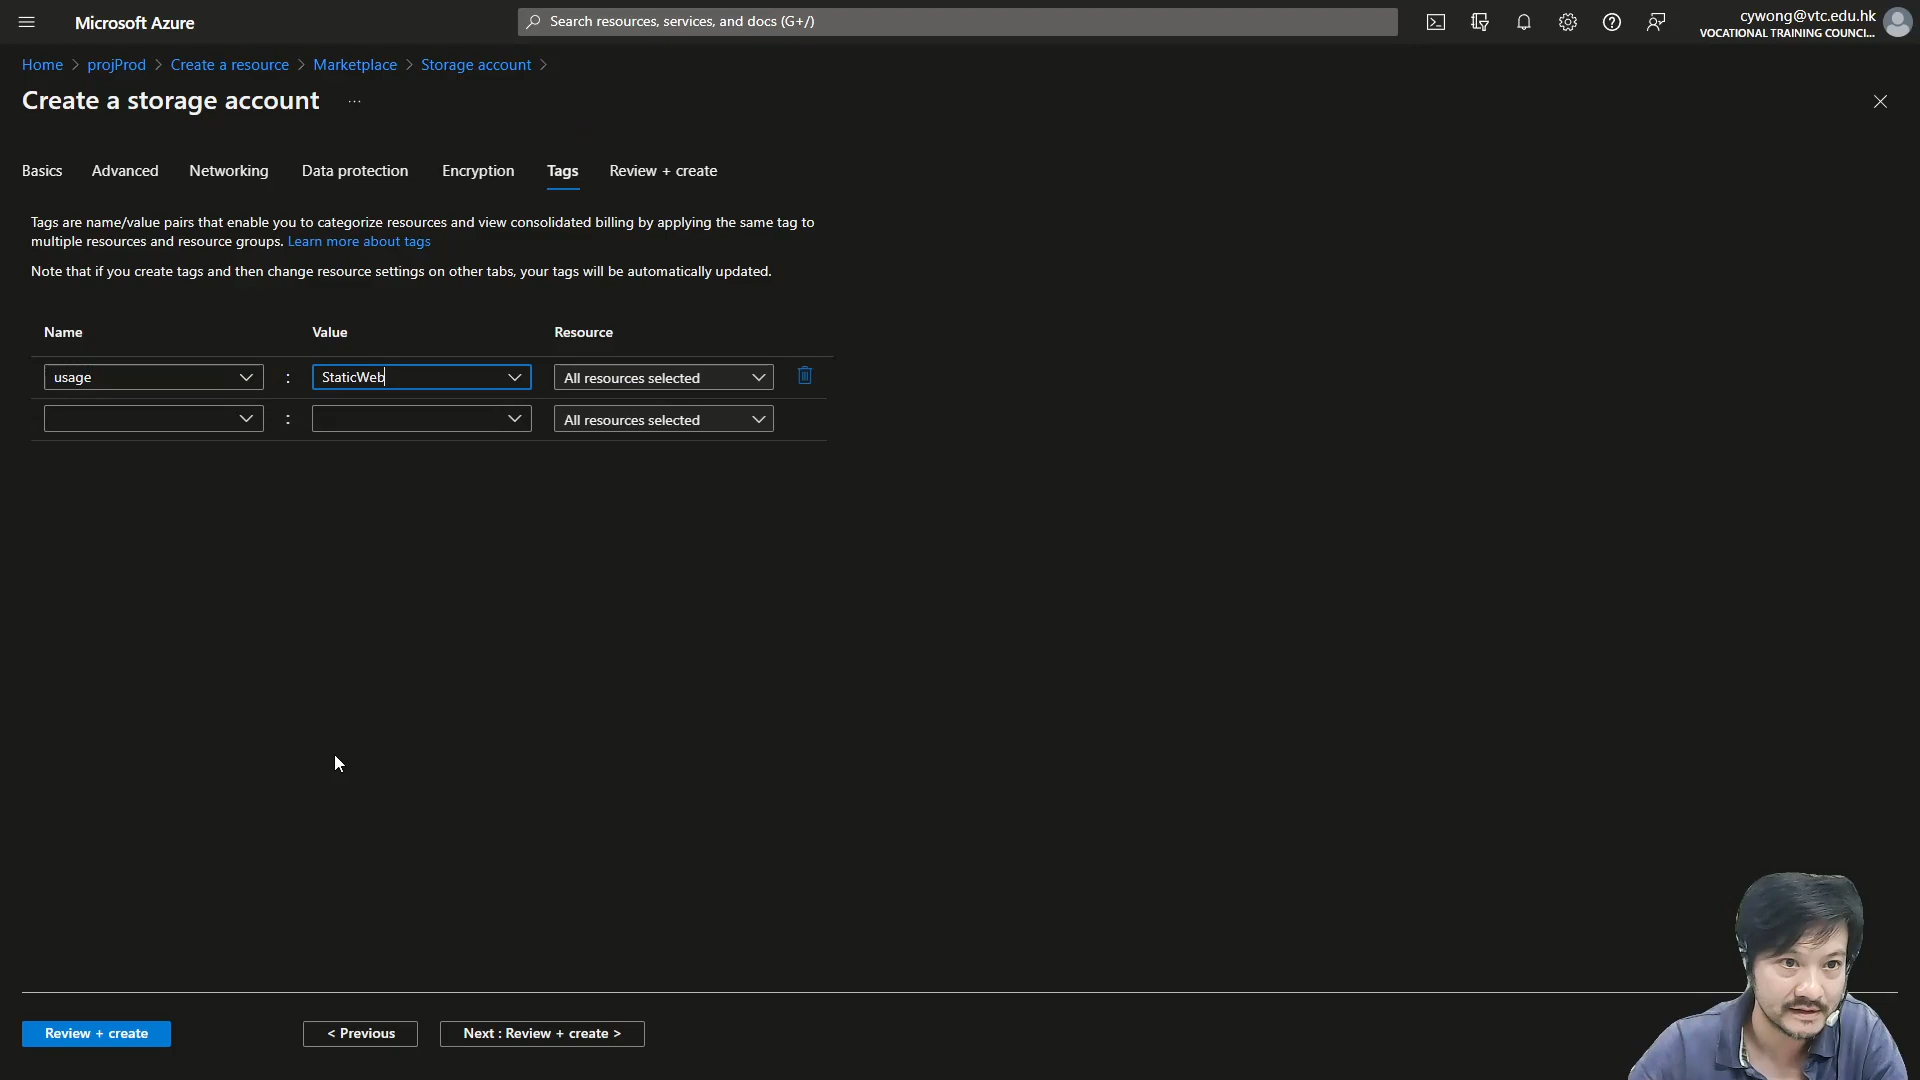 Microsoft Azure
Search resources, services, and docs (G+/)
cywong@vtc.edu.hk
VOCATIONAL TRAINING COUNCI...
Home > projProd > Create a resource > Marketplace > Storage account >
Create a storage account ...
Basics Advanced Networking Data protection Encryption Tags Review + create
Tags are name/value pairs that enable you to categorize resources and view consolidated billing by applying the same tag to
multiple resources and resource groups. Learn more about tags
Note that if you create tags and then change resource settings on other tabs, your tags will be automatically updated.
Name Value Resource
usage : StaticWeb All resources selected
: All resources selected
Review + create < Previous Next : Review + create >